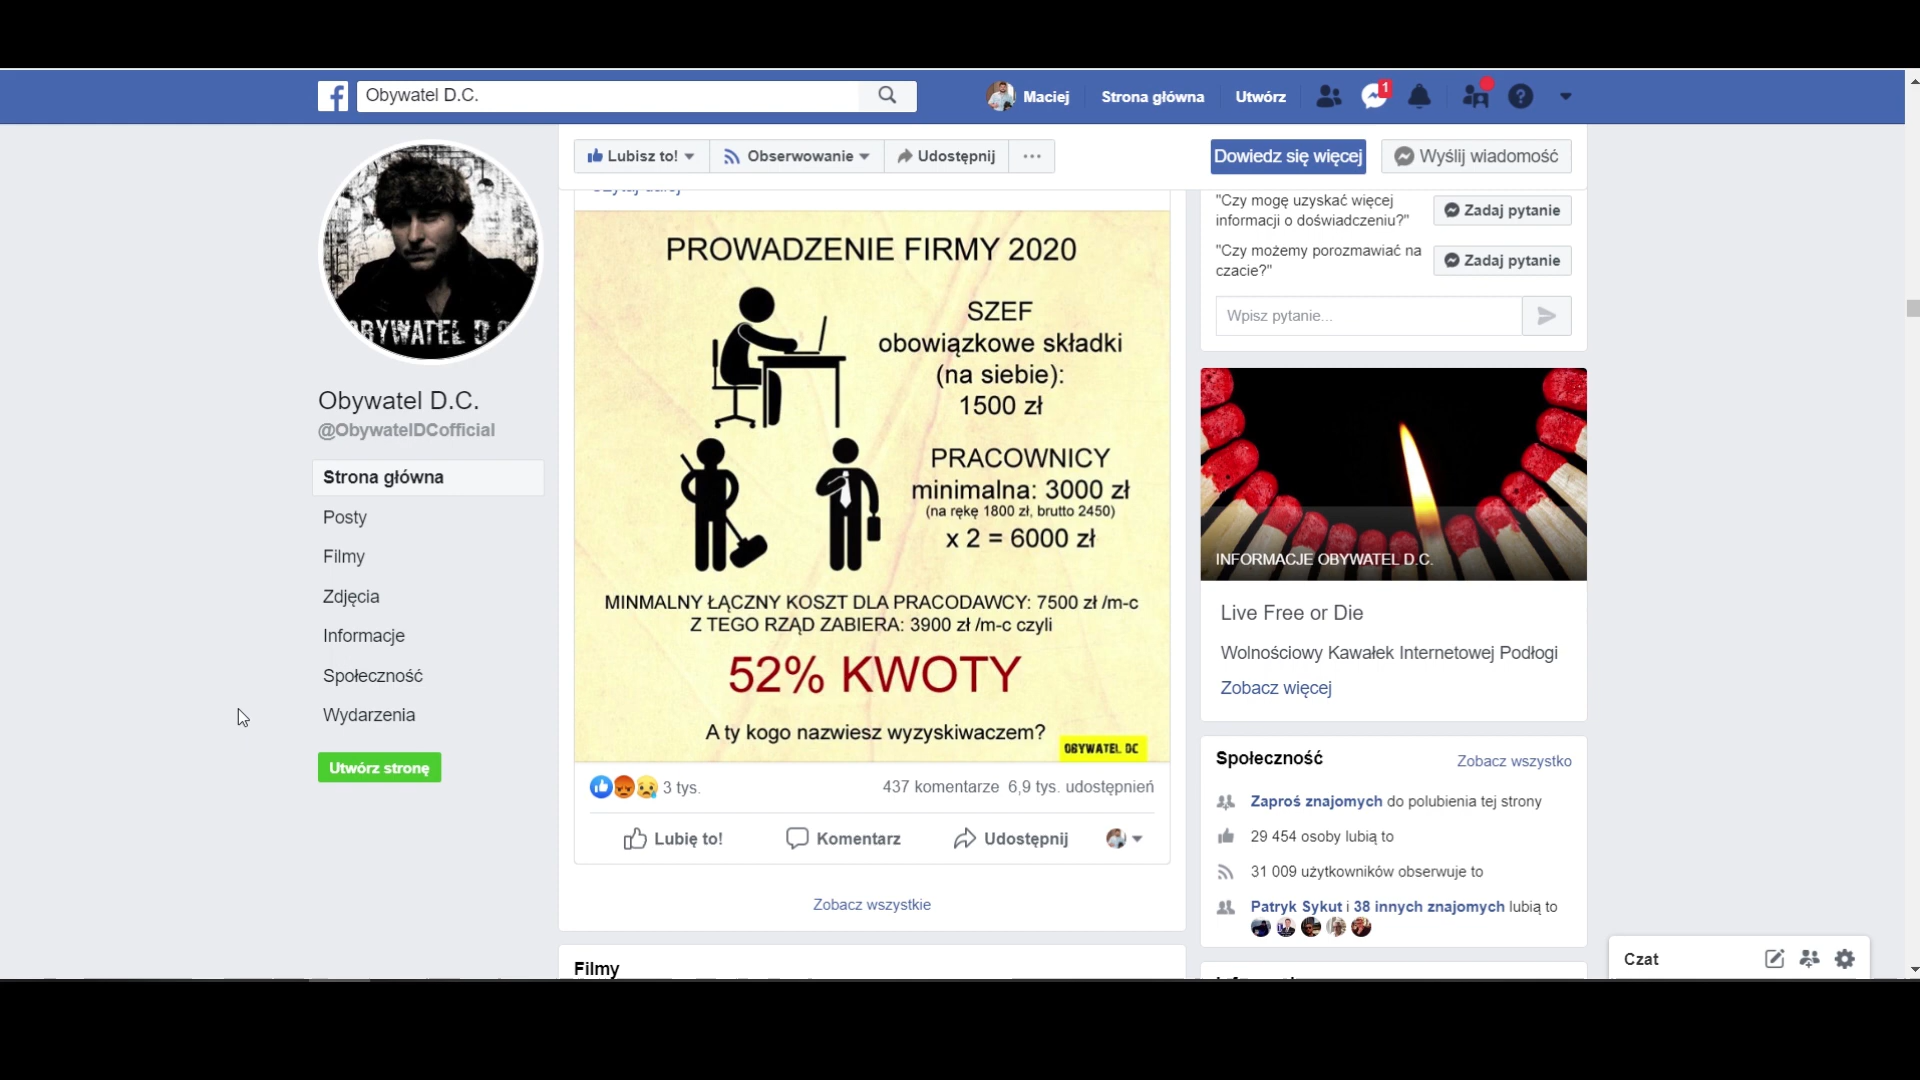 Obywatel D.C.
Maciej
Strona główna
Utwórz
1
OBYWATEL D.C
Obywatel D.C.
@ObywatelDCofficial
Strona główna
Posty
Filmy
Zdjęcia
Informacje
Społeczność
Wydarzenia
Utwórz stronę
Lubisz to!
Obserwowanie
Udostępnij
Dowiedz się więcej
Wyślij wiadomość
PROWADZENIE FIRMY 2020
SZEF
obowiązkowe składki
(na siebie):
1500 zł
PRACOWNICY
minimalna: 3000 zł
(na rękę 1800 zł, brutto 2450)
x 2 = 6000 zł
MINMALNY ŁĄCZNY KOSZT DLA PRACODAWCY: 7500 zł /m-c
Z TEGO RZĄD ZABIERA: 3900 zł /m-c czyli
52% KWOTY
A ty kogo nazwiesz wyzyskiwaczem?
OBYWATEL DC
3 tys.
437 komentarze 6,9 tys. udostępnień
Lubię to!
Komentarz
Udostępnij
Zobacz wszystkie
Filmy
"Czy mogę uzyskać więcej
informacji o doświadczeniu?"
Zadaj pytanie
"Czy możemy porozmawiać na
czacie?"
Zadaj pytanie
Wpisz pytanie...
INFORMACJE OBYWATEL D.C.
Live Free or Die
Wolnościowy Kawałek Internetowej Podłogi
Zobacz więcej
Społeczność
Zobacz wszystko
Zaproś znajomych do polubienia tej strony
29 454 osoby lubią to
31 009 użytkowników obserwuje to
Patryk Sykut i 38 innych znajomych lubią to
Czat